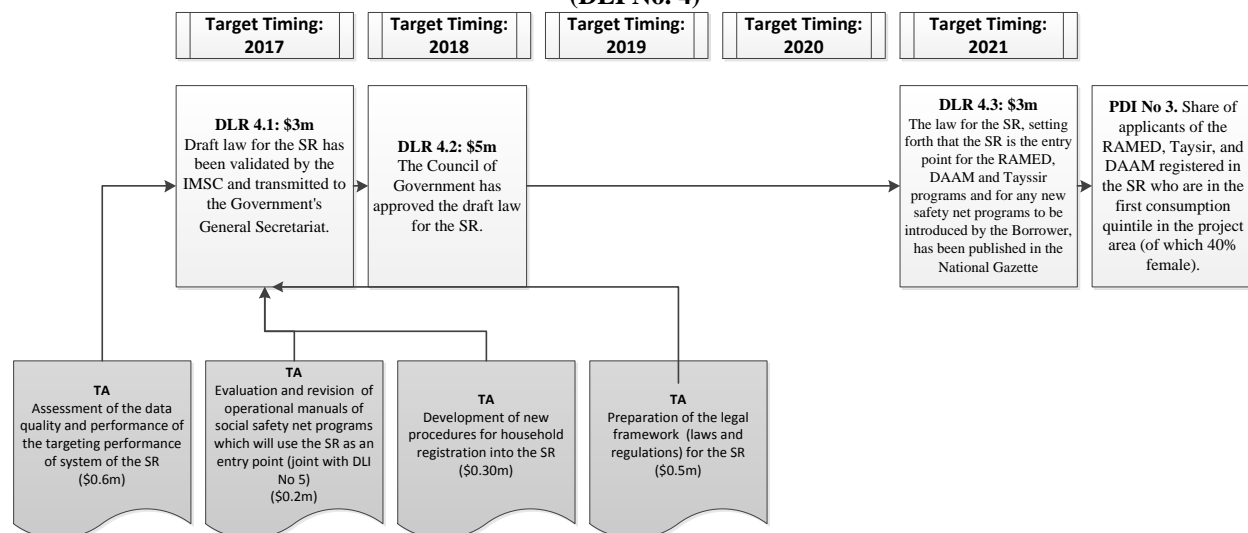 (DLI No. 4)
Target Timing:
2017
Target Timing:
2018
Target Timing:
2019
Target Timing:
2020
Target Timing:
2021
DLR 4.1: $3m
Draft law for the SR has
been validated by the
IMSC and transmitted to
the Government's
General Secretariat.
DLR 4.2: $5m
The Council of
Government has
approved the draft law
for the SR.
DLR 4.3: $3m
The law for the SR, setting
forth that the SR is the entry
point for the RAMED,
DAAM and Tayssir
programs and for any new
safety net programs to be
introduced by the Borrower,
has been published in the
National Gazette
PDI No 3. Share of
applicants of the
RAMED, Taysir, and
DAAM registered in
the SR who are in the
first consumption
quintile in the project
area (of which 40%
female).
TA
Assessment of the data
quality and performance of
the targeting performance
of system of the SR
($0.6m)
TA
Evaluation and revision of
operational manuals of
social safety net programs
which will use the SR as an
entry point (joint with DLI
No 5)
($0.2m)
TA
Development of new
procedures for household
registration into the SR
($0.30m)
TA
Preparation of the legal
framework (laws and
regulations) for the SR
($0.5m)